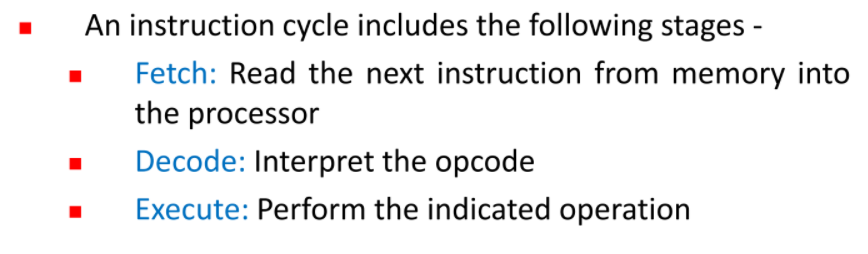 ▪ An instruction cycle includes the following stages -
▪ Fetch: Read the next instruction from memory into
the processor
▪ Decode: Interpret the opcode
▪ Execute: Perform the indicated operation